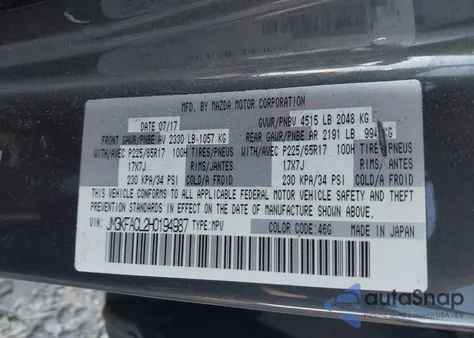 MFD. BY MAZDA MOTOR CORPORATION
DATE 07/17 GVWR/PNBV 4515 LB 2048 KG
FRONT GAWR/PNBE AV 2330 LB-1057 KG REAR GAWR/PNBE AR 2191 LB 994 KG
WITH/AVEC P225/65R17 100H TIRES/PNEUS WITH/AVEC P225/65R17 100H TIRES/PNEUS
17X7J RIMS/JANTES 17X7J RIMS/JANTES
230 KPA/34 PSI COLD/A FROID 230 KPA/34 PSI COLD/A FROID
THIS VEHICLE CONFORMS TO ALL APPLICABLE FEDERAL MOTOR VEHICLE SAFETY AND THEFT
PREVENTION STANDARDS IN EFFECT ON THE DATE OF MANUFACTURE SHOWN ABOVE.
VIN: JM3KFACL2H0194987 TYPE:MPV COLOR CODE:46G MADE IN JAPAN
autoSnap